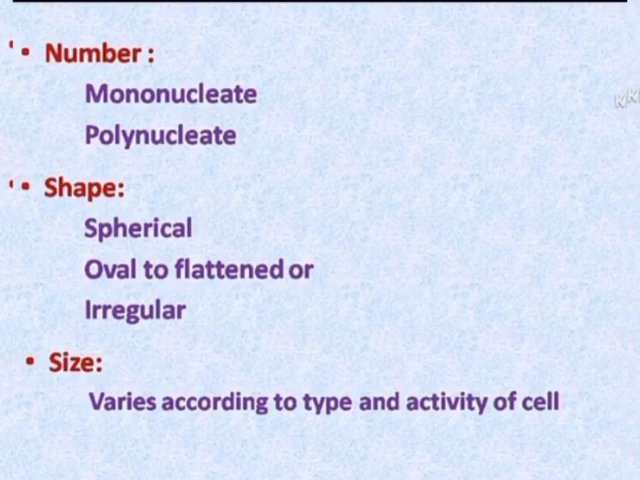 • Number :
Mononucleate
Polynucleate
• Shape:
Spherical
Oval to flattened or
Irregular
• Size:
Varies according to type and activity of cell